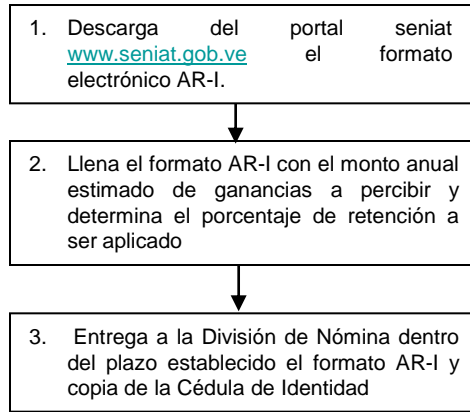 1. Descarga del portal seniat
www.seniat.gob.ve el formato
electrónico AR-I.
2. Llena el formato AR-I con el monto anual
estimado de ganancias a percibir y
determina el porcentaje de retención a
ser aplicado
3. Entrega a la División de Nómina dentro
del plazo establecido el formato AR-I y
copia de la Cédula de Identidad